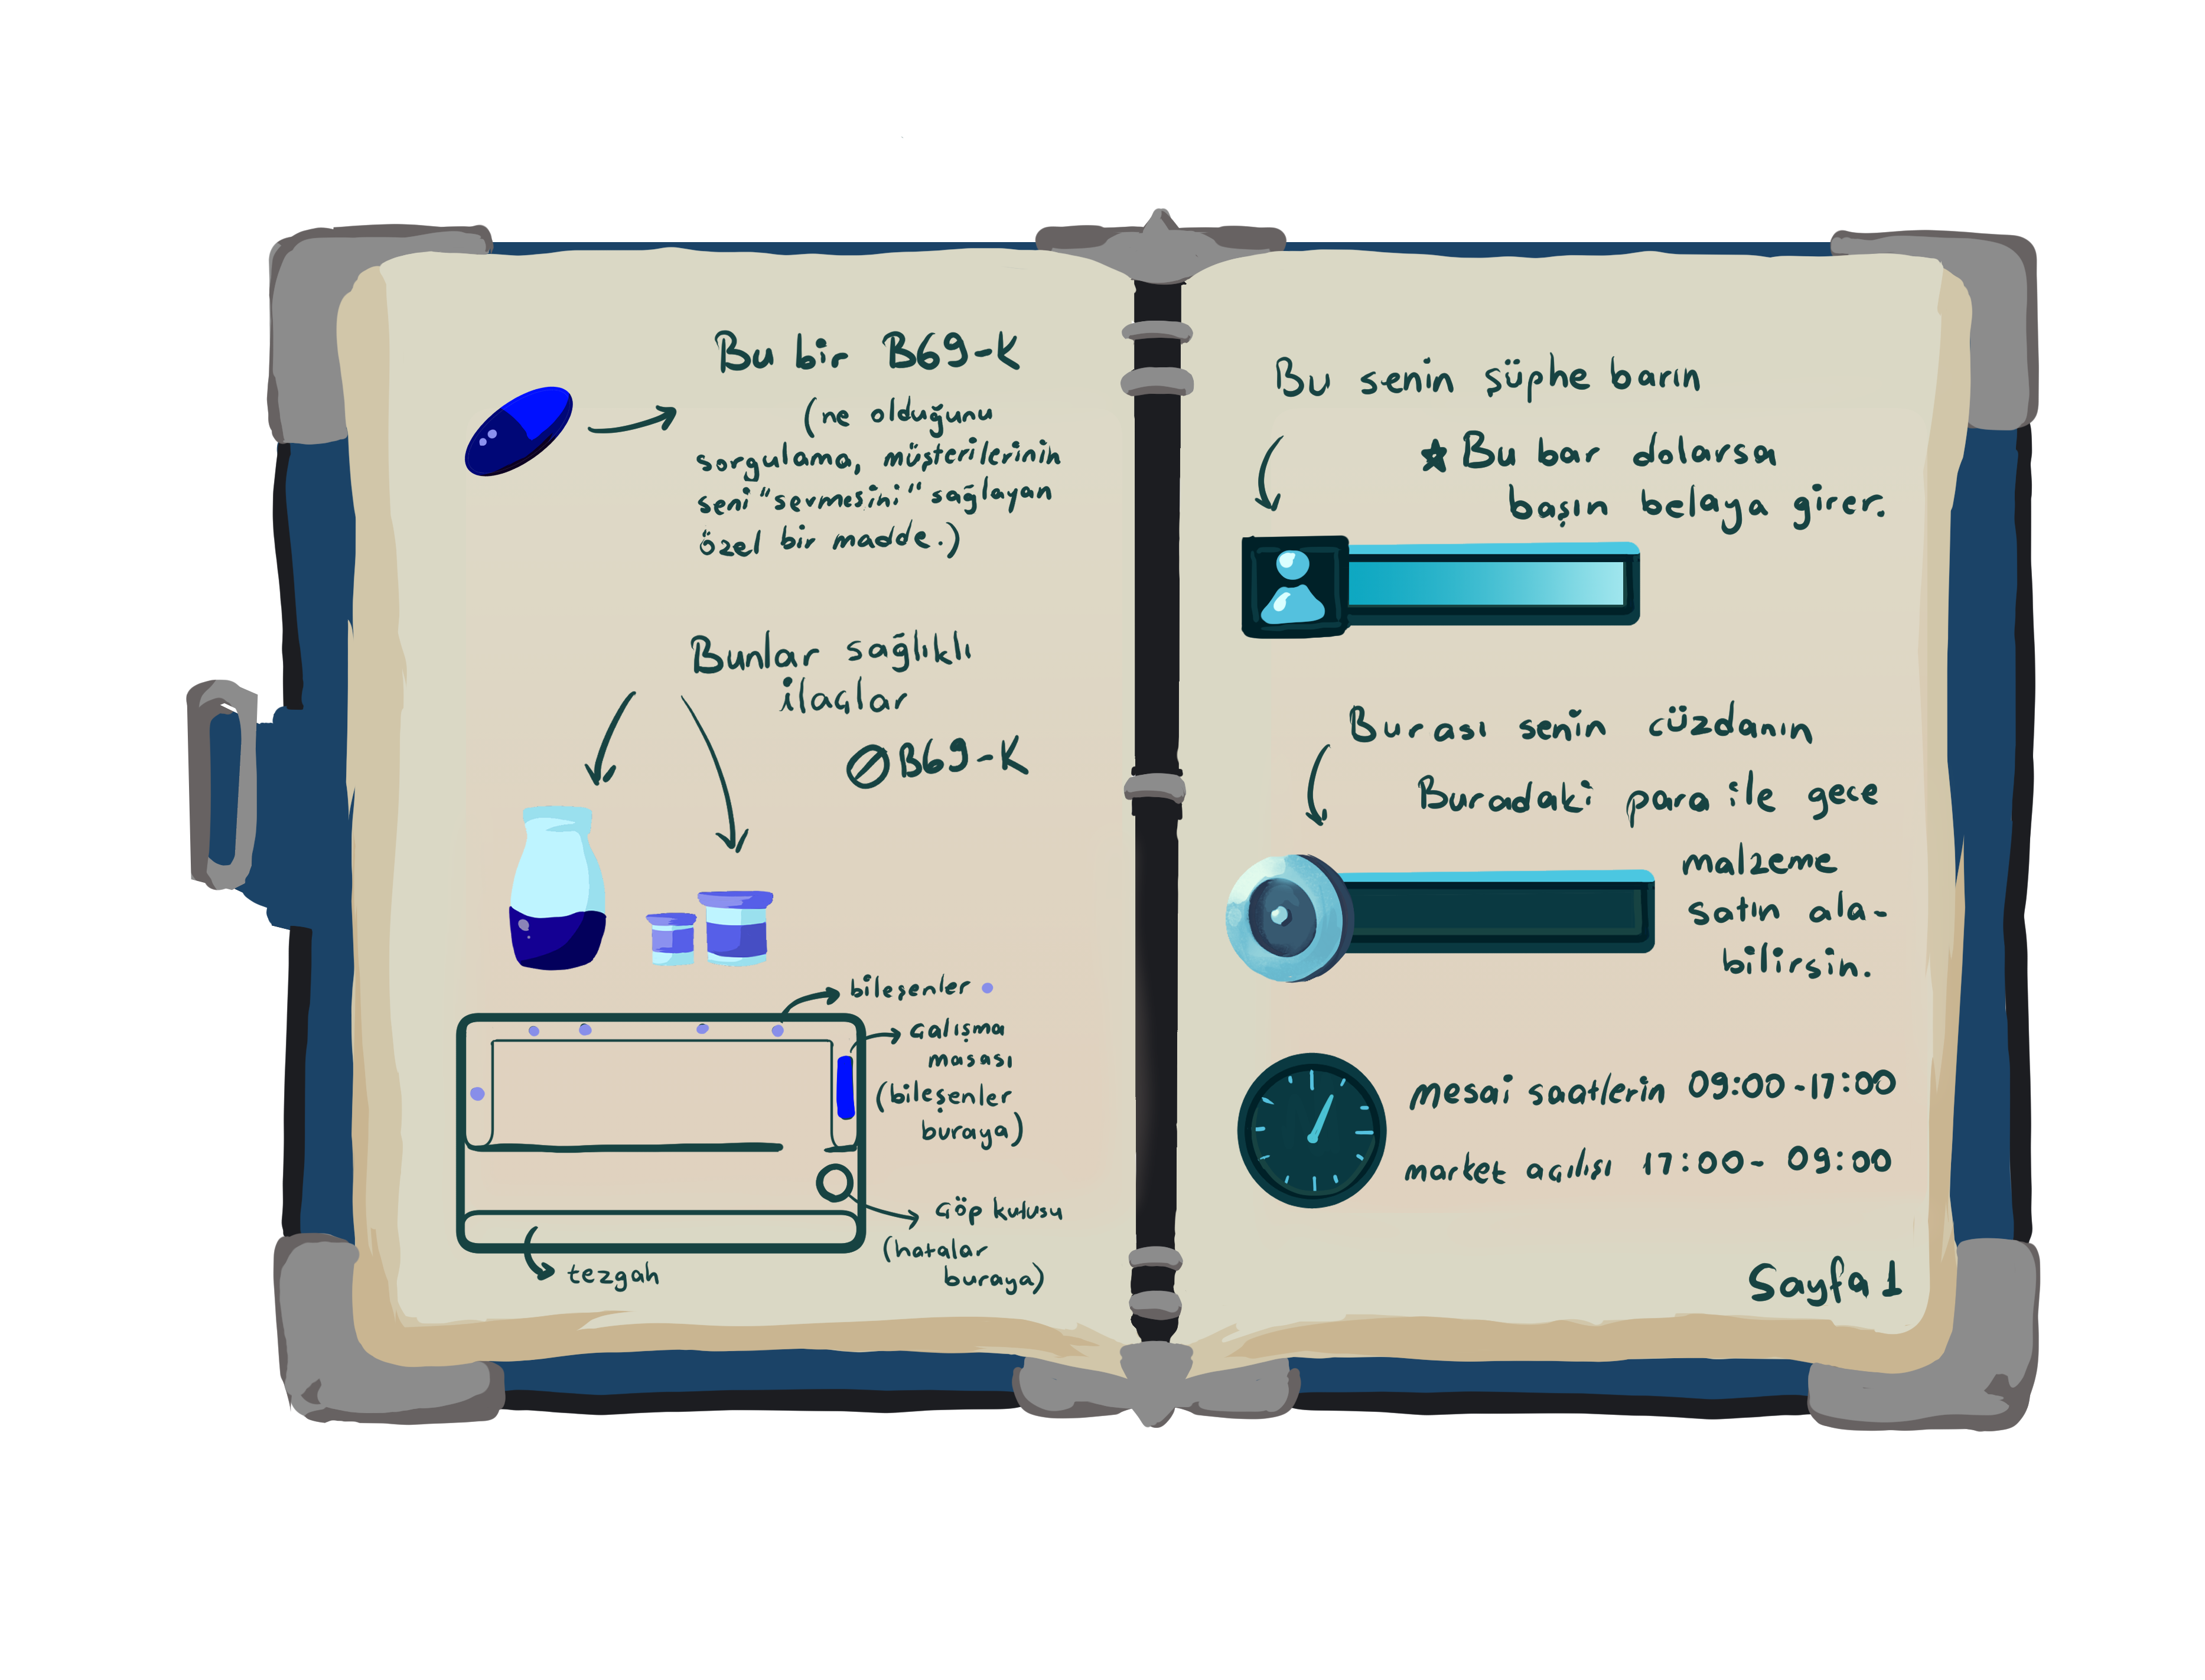 Bu bir B69-K
(ne olduğunu
sorgulama, müşterilerinin
seni "sevmesini" sağlayan
özel bir madde.)
Bunlar sağlıklı
ilaçlar
B69-K
bileşenler
çalışma
masası
(bileşenler
buraya)
çöp kutusu
(hatalar
buraya)
tezgah
Bu senin şüphe barın
Bu bar dolarsa
başın belaya girer.
Burası senin cüzdanın
Buradaki para ile gece
malzeme
satın ala-
bilirsin.
mesai saatlerin 09:00-17:00
market açılışı 17:00- 09:00
Sayfa 1